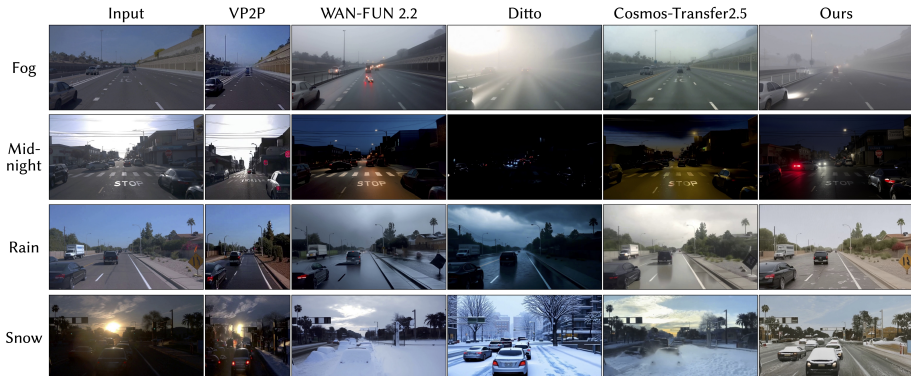 Input VP2P WAN-FUN 2.2 Ditto Cosmos-Transfer2.5 Ours
Fog
Mid-
night
STOP STOP STOP STOP
Rain
Snow